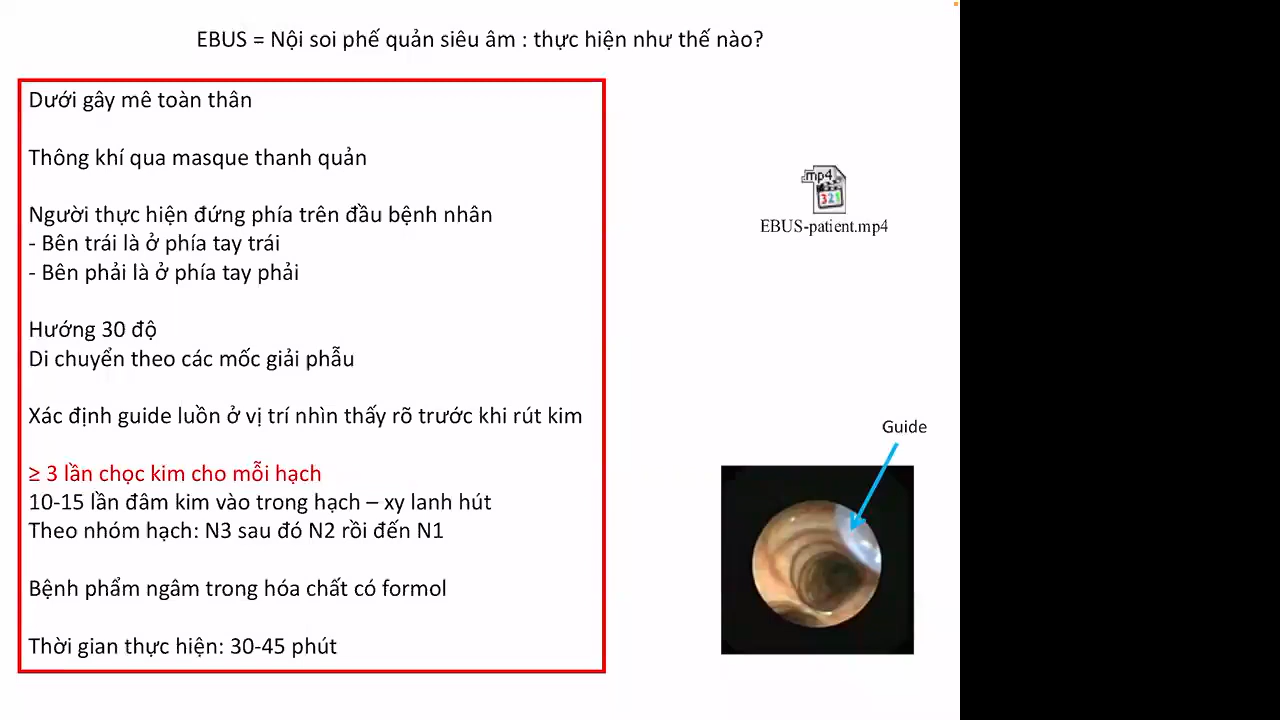 EBUS = Nội soi phế quản siêu âm : thực hiện như thế nào?
Dưới gây mê toàn thân
Thông khí qua masque thanh quản
Người thực hiện đứng phía trên đầu bệnh nhân
- Bên trái là ở phía tay trái
- Bên phải là ở phía tay phải
Hướng 30 độ
Di chuyển theo các mốc giải phẫu
Xác định guide luồn ở vị trí nhìn thấy rõ trước khi rút kim
≥ 3 lần chọc kim cho mỗi hạch
10-15 lần đâm kim vào trong hạch – xy lanh hút
Theo nhóm hạch: N3 sau đó N2 rồi đến N1
Bệnh phẩm ngâm trong hóa chất có formol
Thời gian thực hiện: 30-45 phút
.mp4
321
EBUS-patient.mp4
Guide